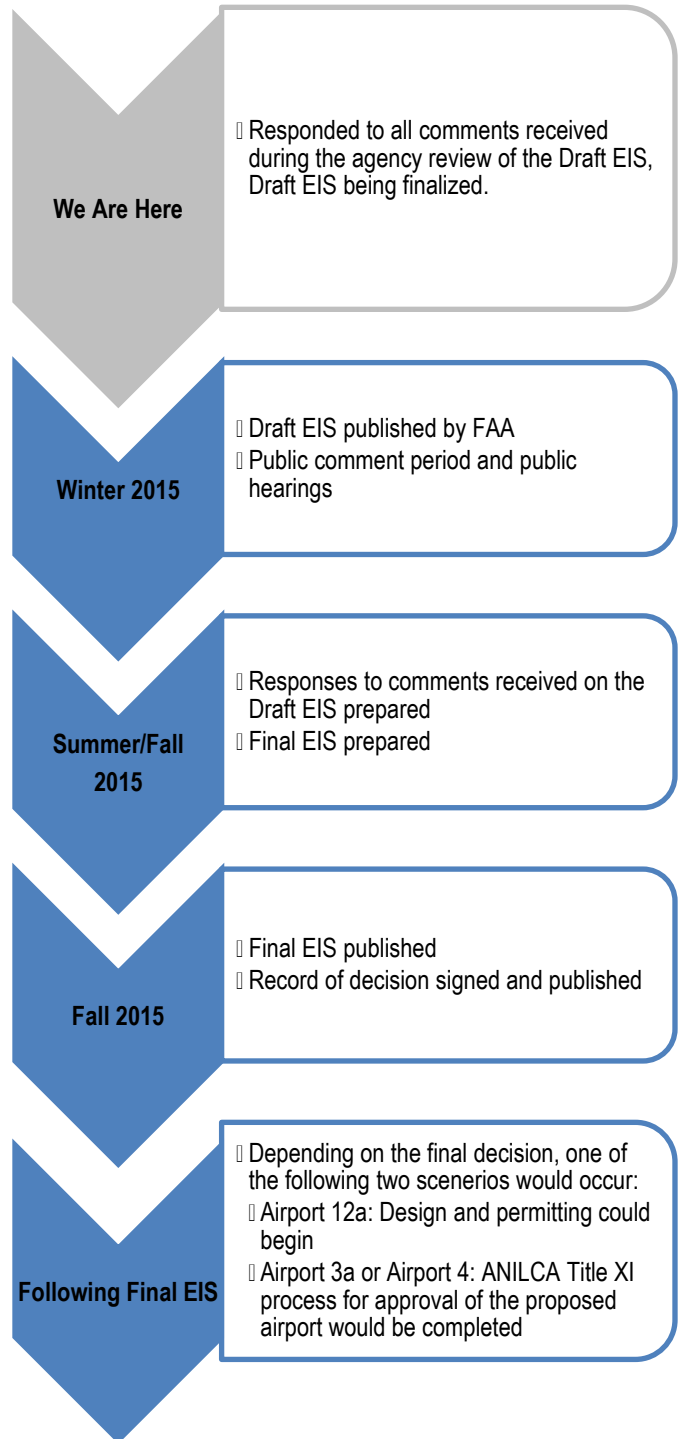 We Are Here
▯ Responded to all comments received
during the agency review of the Draft EIS,
Draft EIS being finalized.
Winter 2015
▯ Draft EIS published by FAA
▯ Public comment period and public
hearings
Summer/Fall
2015
▯ Responses to comments received on the
Draft EIS prepared
▯ Final EIS prepared
Fall 2015
▯ Final EIS published
▯ Record of decision signed and published
Following Final EIS
▯ Depending on the final decision, one of
the following two scenerios would occur:
▯ Airport 12a: Design and permitting could
begin
▯ Airport 3a or Airport 4: ANILCA Title XI
process for approval of the proposed
airport would be completed